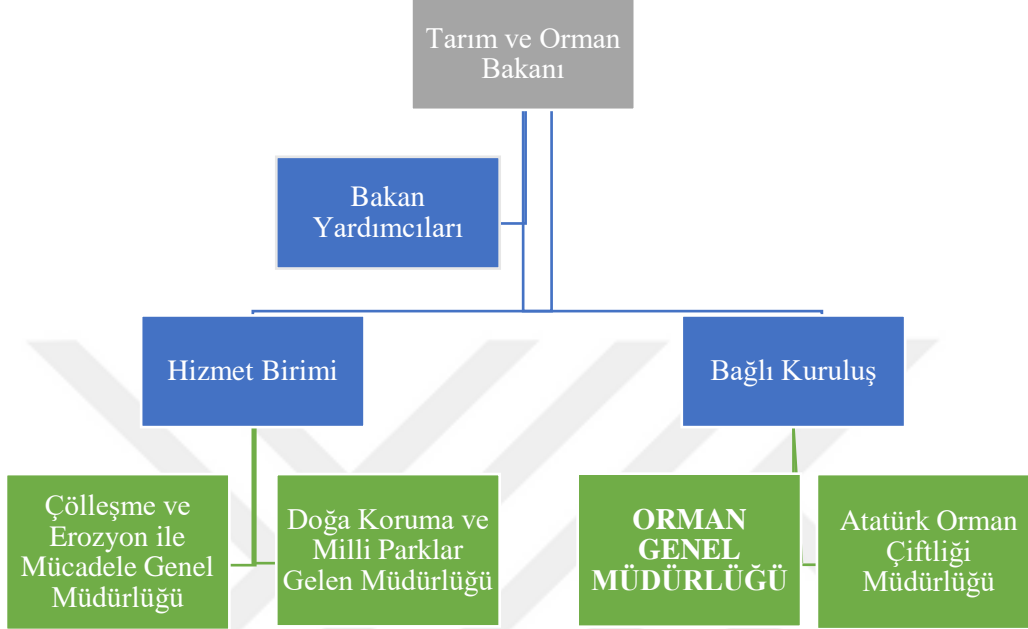 Tarım ve Orman
Bakanı
Bakan
Yardımcıları
Hizmet Birimi
Bağlı Kuruluş
Çölleşme ve
Erozyon ile
Mücadele Genel
Müdürlüğü
Doğa Koruma ve
Milli Parklar
Gelen Müdürlüğü
ORMAN
GENEL
MÜDÜRLÜĞÜ
Atatürk Orman
Çiftliği
Müdürlüğü